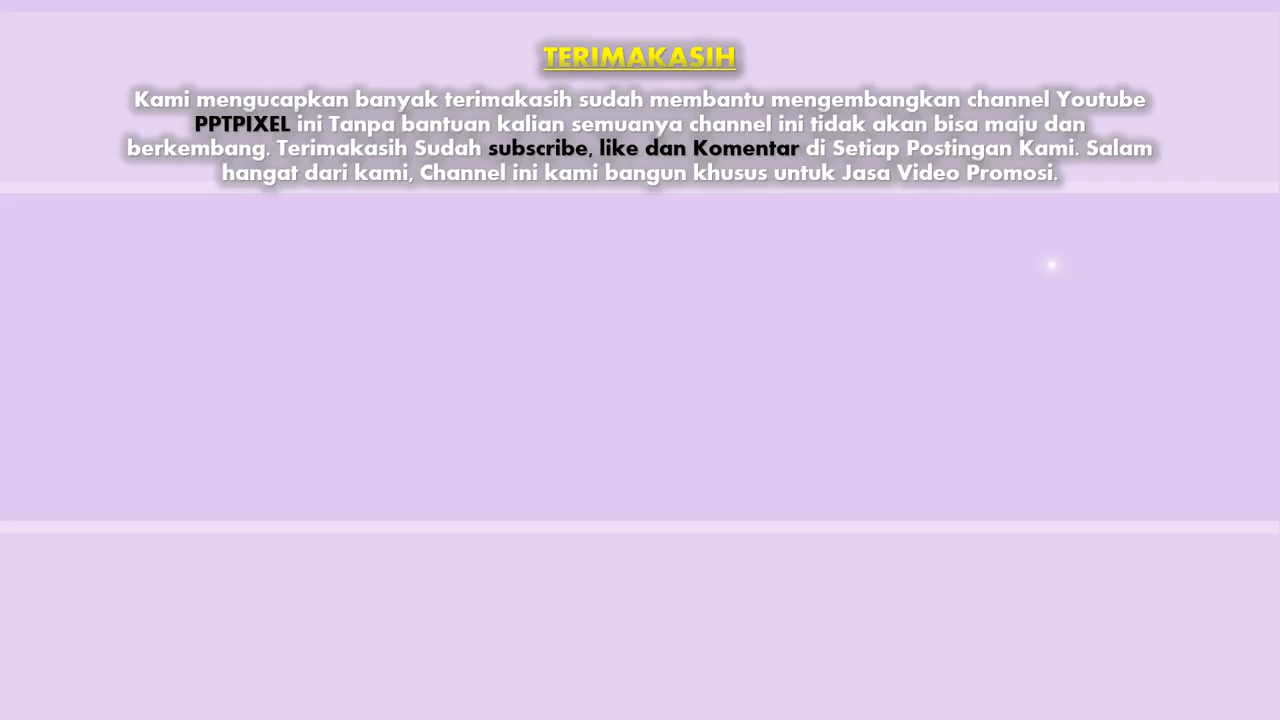 TERIMAKASIH
Kami mengucapkan banyak terimakasih sudah membantu mengembangkan channel Youtube
PPTPIXEL ini Tanpa bantuan kalian semuanya channel ini tidak akan bisa maju dan
berkembang. Terimakasih Sudah subscribe, like dan Komentar di Setiap Postingan Kami. Salam
hangat dari kami, Channel ini kami bangun khusus untuk Jasa Video Promosi.